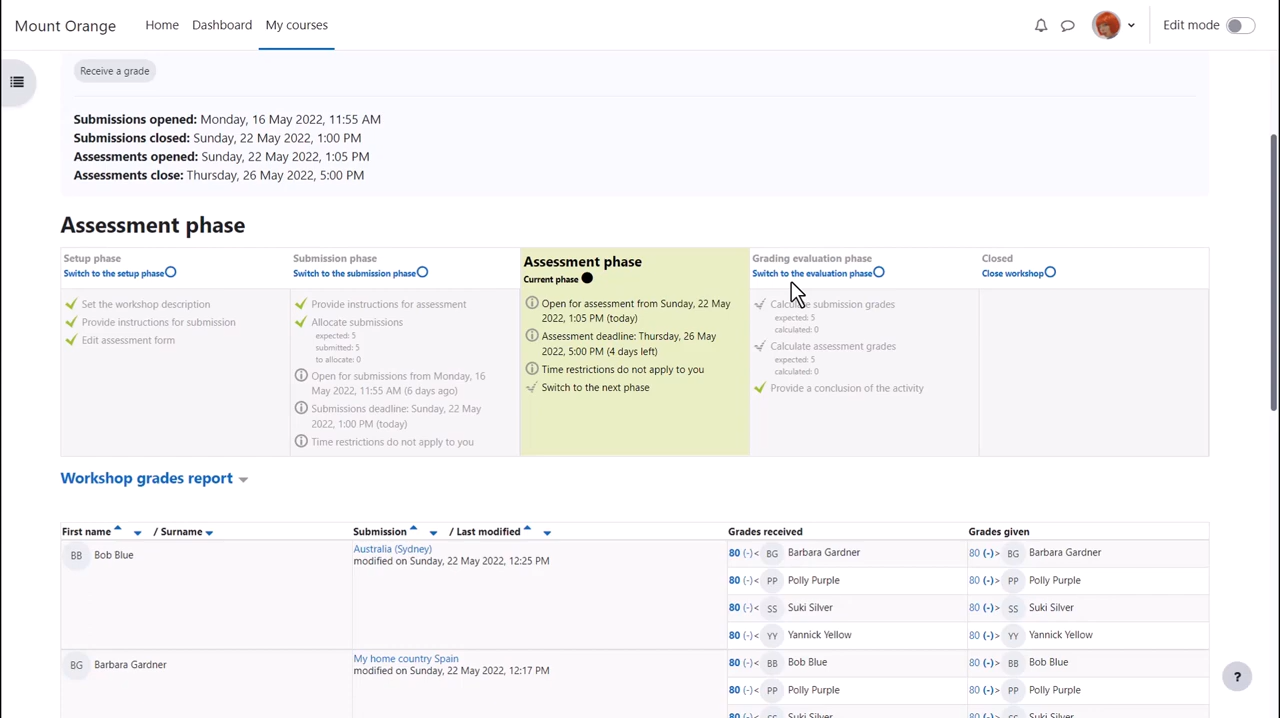 Mount Orange
Home
Dashboard
My courses
Edit mode
Receive a grade
Submissions opened: Monday, 16 May 2022, 11:55 AM
Submissions closed: Sunday, 22 May 2022, 1:00 PM
Assessments opened: Sunday, 22 May 2022, 1:05 PM
Assessments close: Thursday, 26 May 2022, 5:00 PM
Assessment phase
Setup phase
Switch to the setup phase
Set the workshop description
Provide instructions for submission
Edit assessment form
Submission phase
Switch to the submission phase
Provide instructions for assessment
Allocate submissions
expected: 5
submitted: 5
to allocate: 0
Open for submissions from Monday, 16
May 2022, 11:55 AM (6 days ago)
Submissions deadline: Sunday, 22 May
2022, 1:00 PM (today)
Time restrictions do not apply to you
Assessment phase
Current phase
Open for assessment from Sunday, 22 May
2022, 1:05 PM (today)
Assessment deadline: Thursday, 26 May
2022, 5:00 PM (4 days left)
Time restrictions do not apply to you
Switch to the next phase
Grading evaluation phase
Switch to the evaluation phase
Calculate submission grades
expected: 5
calculated: 0
Calculate assessment grades
expected: 5
calculated: 0
Provide a conclusion of the activity
Closed
Close workshop
Workshop grades report
First name / Surname Submission / Last modified Grades received Grades given
BB Bob Blue
Australia (Sydney)
modified on Sunday, 22 May 2022, 12:25 PM
80 (-)< BG Barbara Gardner 80 (-)> BG Barbara Gardner
80 (-)< PP Polly Purple 80 (-)> PP Polly Purple
80 (-)< SS Suki Silver 80 (-)> SS Suki Silver
80 (-)< YY Yannick Yellow 80 (-)> YY Yannick Yellow
BG Barbara Gardner
My home country Spain
modified on Sunday, 22 May 2022, 12:17 PM
80 (-)< BB Bob Blue 80 (-)> BB Bob Blue
80 (-)< PP Polly Purple 80 (-)> PP Polly Purple
80 (-)< SS Suki Silver 80 (-)> SS Suki Silver
?